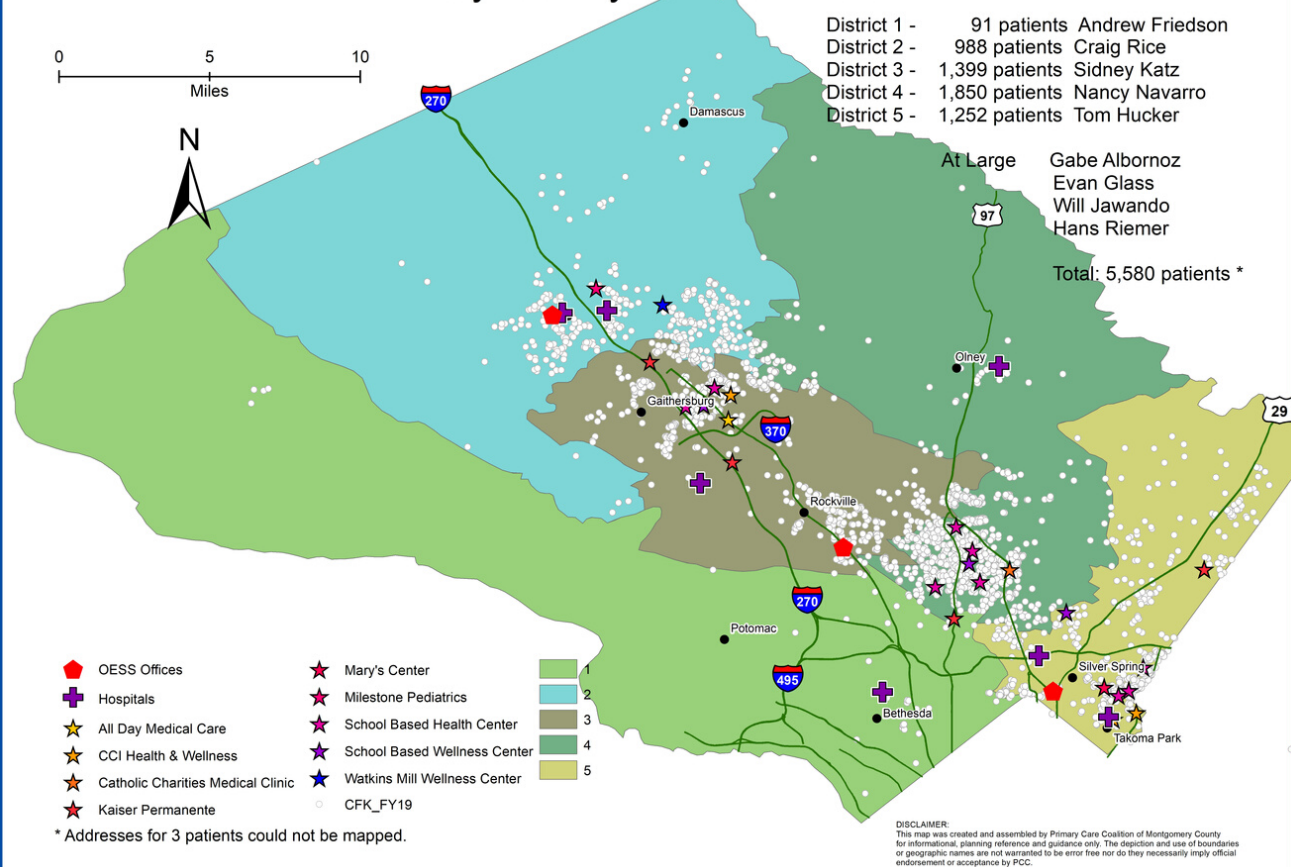 District 1 - 91 patients Andrew Friedson
District 2 - 988 patients Craig Rice
District 3 - 1,399 patients Sidney Katz
District 4 - 1,850 patients Nancy Navarro
District 5 - 1,252 patients Tom Hucker
At Large Gabe Albornoz
Evan Glass
Will Jawando
Hans Riemer
Total: 5,580 patients *
0 5 10
Miles
N
270
Damascus
97
Olney
Gaithersburg
370
29
Rockville
270
Potomac
495
Bethesda
Silver Spring
Takoma Park
OESS Offices
Hospitals
All Day Medical Care
CCI Health & Wellness
Catholic Charities Medical Clinic
Kaiser Permanente
Mary's Center
Milestone Pediatrics
School Based Health Center
School Based Wellness Center
Watkins Mill Wellness Center
CFK_FY19
1
2
3
4
5
* Addresses for 3 patients could not be mapped.
DISCLAIMER:
This map was created and assembled by Primary Care Coalition of Montgomery County
for informational, planning reference and guidance only. The depiction and use of boundaries
or geographic names are not warranted to be error free nor do they necessarily imply official
endorsement or acceptance by PCC.